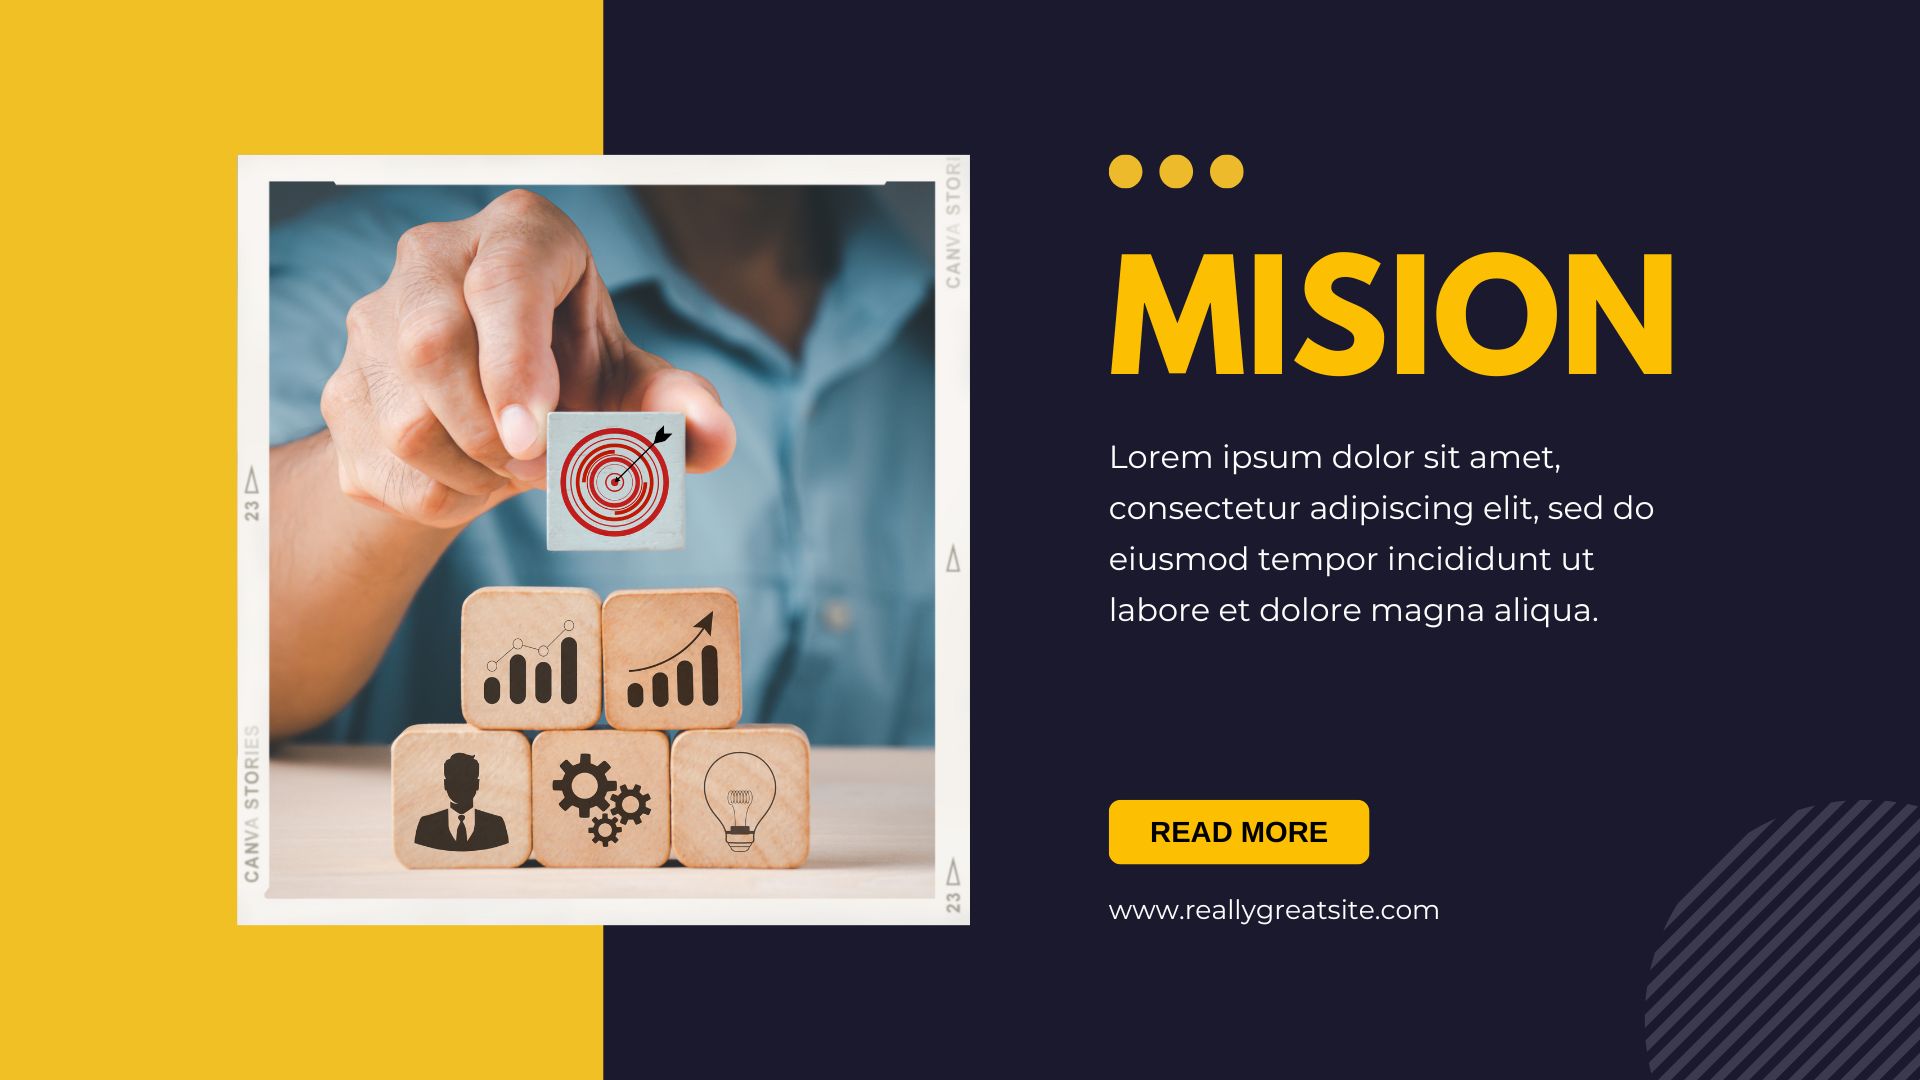 CANVA STORI
23
CANVA STORIES
23
MISION
Lorem ipsum dolor sit amet,
consectetur adipiscing elit, sed do
eiusmod tempor incididunt ut
labore et dolore magna aliqua.
READ MORE
www.reallygreatsite.com